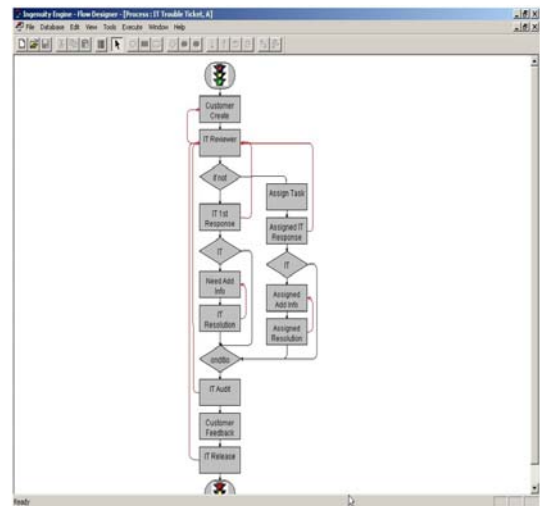 Ingenuity Engine - Flow Designer - [Process : IT Trouble Ticket, A]
File Database Edit View Tools Execute Window Help
Customer
Create
IT Reviewer
if not
Assign Task
IT 1st
Response
Assigned IT
Response
IT
IT
Need Add
Info
Assigned
Add Info
IT
Resolution
Assigned
Resolution
onditio
IT Audit
Customer
Feedback
IT Release
Ready